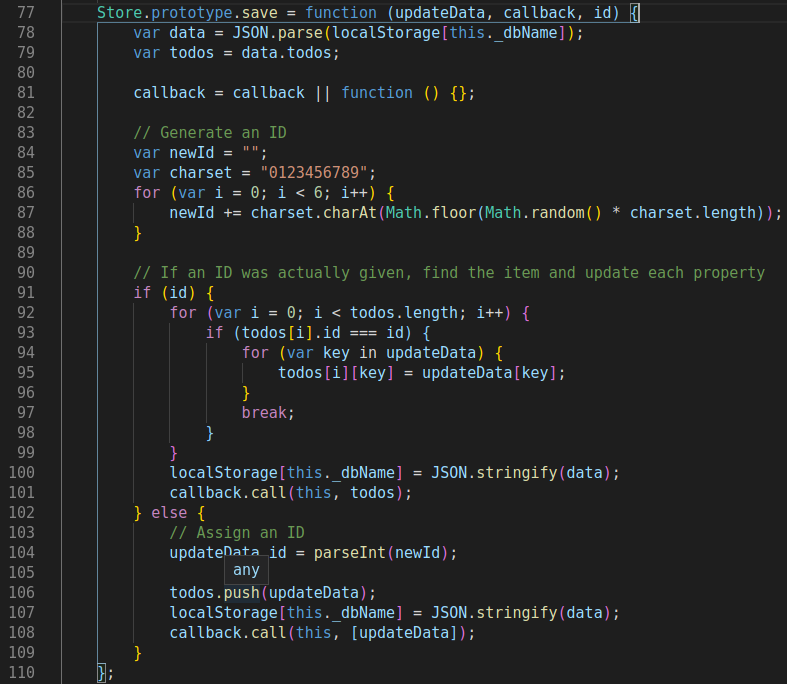 77 Store.prototype.save = function (updateData, callback, id) {
78     var data = JSON.parse(localStorage[this._dbName]);
79     var todos = data.todos;
80
81     callback = callback || function () {};
82
83     // Generate an ID
84     var newId = "";
85     var charset = "0123456789";
86     for (var i = 0; i < 6; i++) {
87         newId += charset.charAt(Math.floor(Math.random() * charset.length));
88     }
89
90     // If an ID was actually given, find the item and update each property
91     if (id) {
92         for (var i = 0; i < todos.length; i++) {
93             if (todos[i].id === id) {
94                 for (var key in updateData) {
95                     todos[i][key] = updateData[key];
96                 }
97                 break;
98             }
99         }
100         localStorage[this._dbName] = JSON.stringify(data);
101         callback.call(this, todos);
102     } else {
103         // Assign an ID
104         updateData.id = parseInt(newId);
105 any
106         todos.push(updateData);
107         localStorage[this._dbName] = JSON.stringify(data);
108         callback.call(this, [updateData]);
109     }
110 };